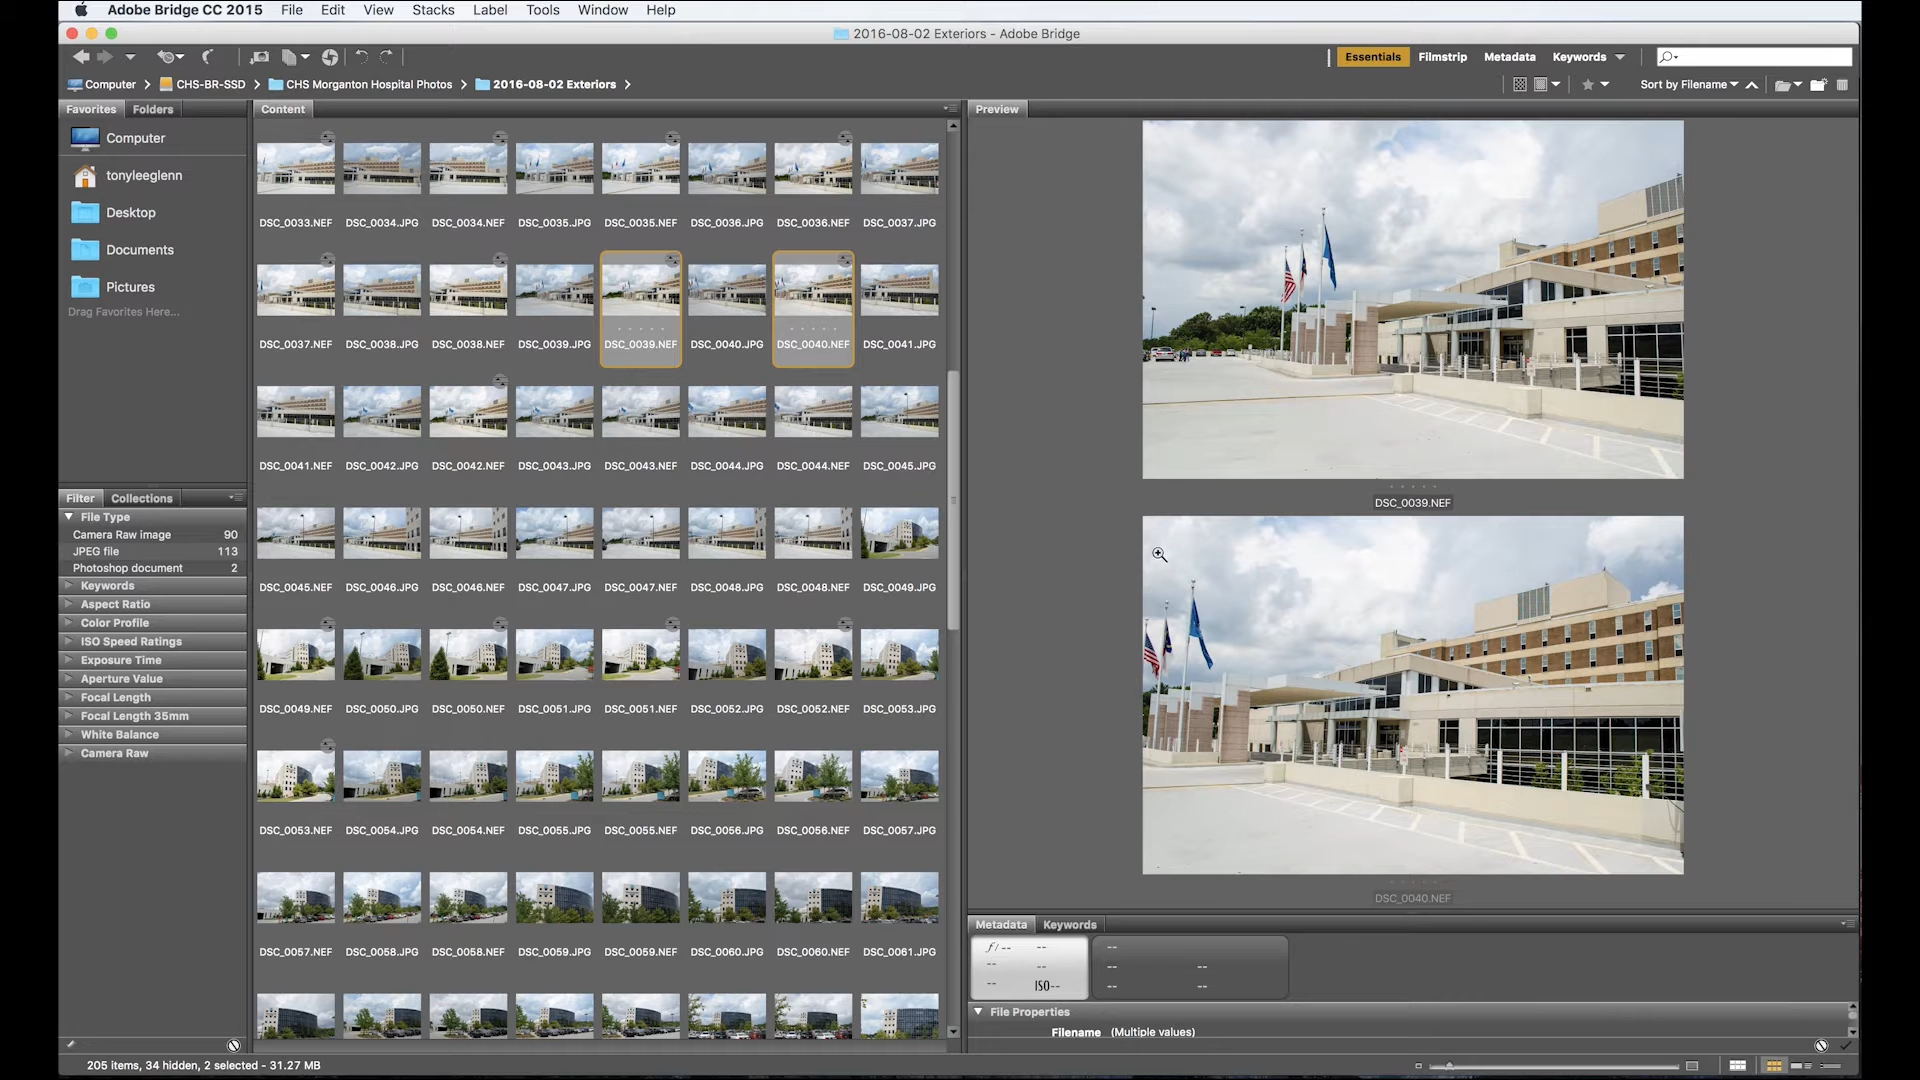 Adobe Bridge CC 2015 File Edit View Stacks Label Tools Window Help
2016-08-02 Exteriors - Adobe Bridge
Essentials Filmstrip Metadata Keywords
Computer CHS-BR-SSD CHS Morganton Hospital Photos 2016-08-02 Exteriors
Sort by Filename
Favorites Folders
Computer
tonyleeglenn
Desktop
Documents
Pictures
Drag Favorites Here...
Filter Collections
File Type
Camera Raw image 90
JPEG file 113
Photoshop document 2
Keywords
Aspect Ratio
Color Profile
ISO Speed Ratings
Exposure Time
Aperture Value
Focal Length
Focal Length 35mm
White Balance
Camera Raw
Content
DSC_0033.NEF DSC_0034.JPG DSC_0034.NEF DSC_0035.JPG DSC_0035.NEF DSC_0036.JPG DSC_0036.NEF DSC_0037.JPG
DSC_0037.NEF DSC_0038.JPG DSC_0038.NEF DSC_0039.JPG DSC_0039.NEF DSC_0040.JPG DSC_0040.NEF DSC_0041.JPG
DSC_0041.NEF DSC_0042.JPG DSC_0042.NEF DSC_0043.JPG DSC_0043.NEF DSC_0044.JPG DSC_0044.NEF DSC_0045.JPG
DSC_0045.NEF DSC_0046.JPG DSC_0046.NEF DSC_0047.JPG DSC_0047.NEF DSC_0048.JPG DSC_0048.NEF DSC_0049.JPG
DSC_0049.NEF DSC_0050.JPG DSC_0050.NEF DSC_0051.JPG DSC_0051.NEF DSC_0052.JPG DSC_0052.NEF DSC_0053.JPG
DSC_0053.NEF DSC_0054.JPG DSC_0054.NEF DSC_0055.JPG DSC_0055.NEF DSC_0056.JPG DSC_0056.NEF DSC_0057.JPG
DSC_0057.NEF DSC_0058.JPG DSC_0058.NEF DSC_0059.JPG DSC_0059.NEF DSC_0060.JPG DSC_0060.NEF DSC_0061.JPG
Preview
DSC_0039.NEF
DSC_0040.NEF
Metadata Keywords
f/-- -- --
-- -- -- --
-- ISO-- -- --
File Properties
Filename (Multiple values)
205 items, 34 hidden, 2 selected - 31.27 MB